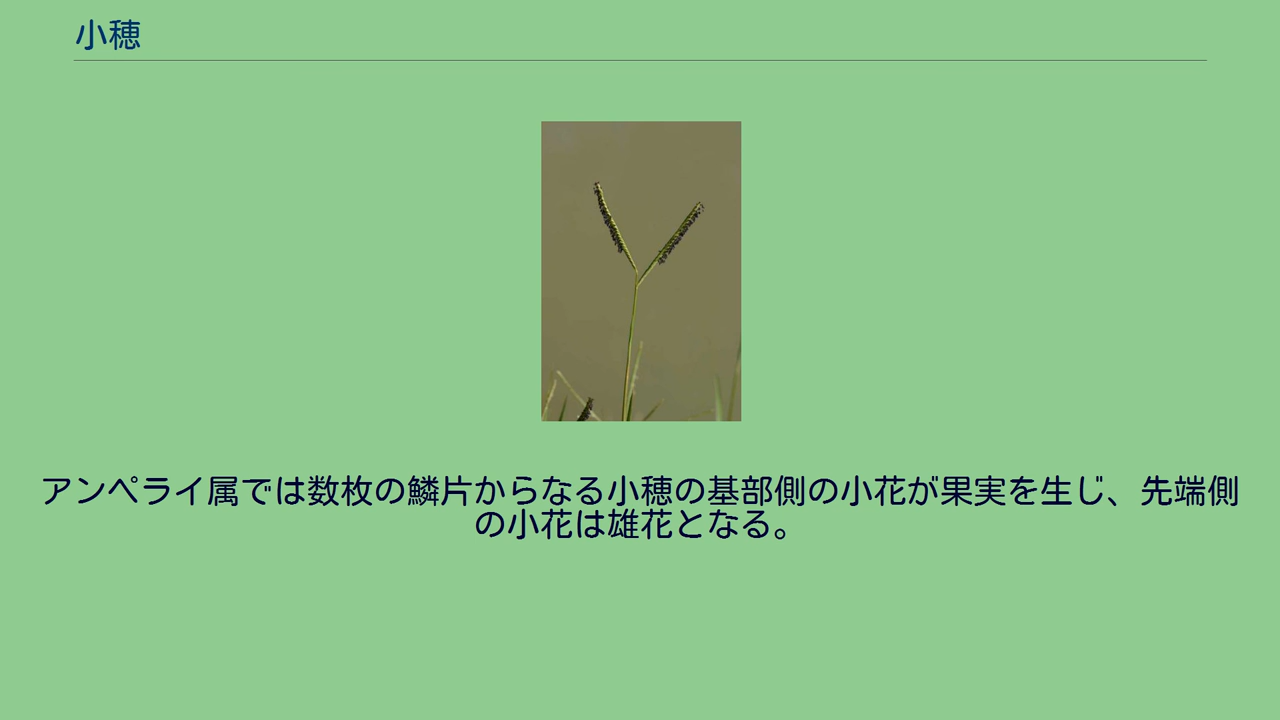 小穂
アンペライ属では数枚の鱗片からなる小穂の基部側の小花が果実を生じ、先端側
の小花は雄花となる。